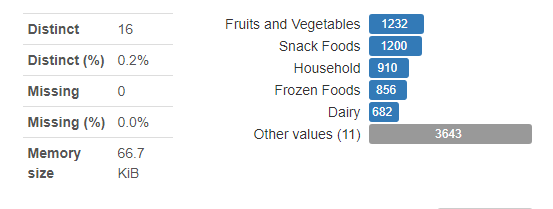 Distinct 16
Distinct (%) 0.2%
Missing 0
Missing (%) 0.0%
Memory size 66.7 KiB
Fruits and Vegetables 1232
Snack Foods 1200
Household 910
Frozen Foods 856
Dairy 682
Other values (11) 3643